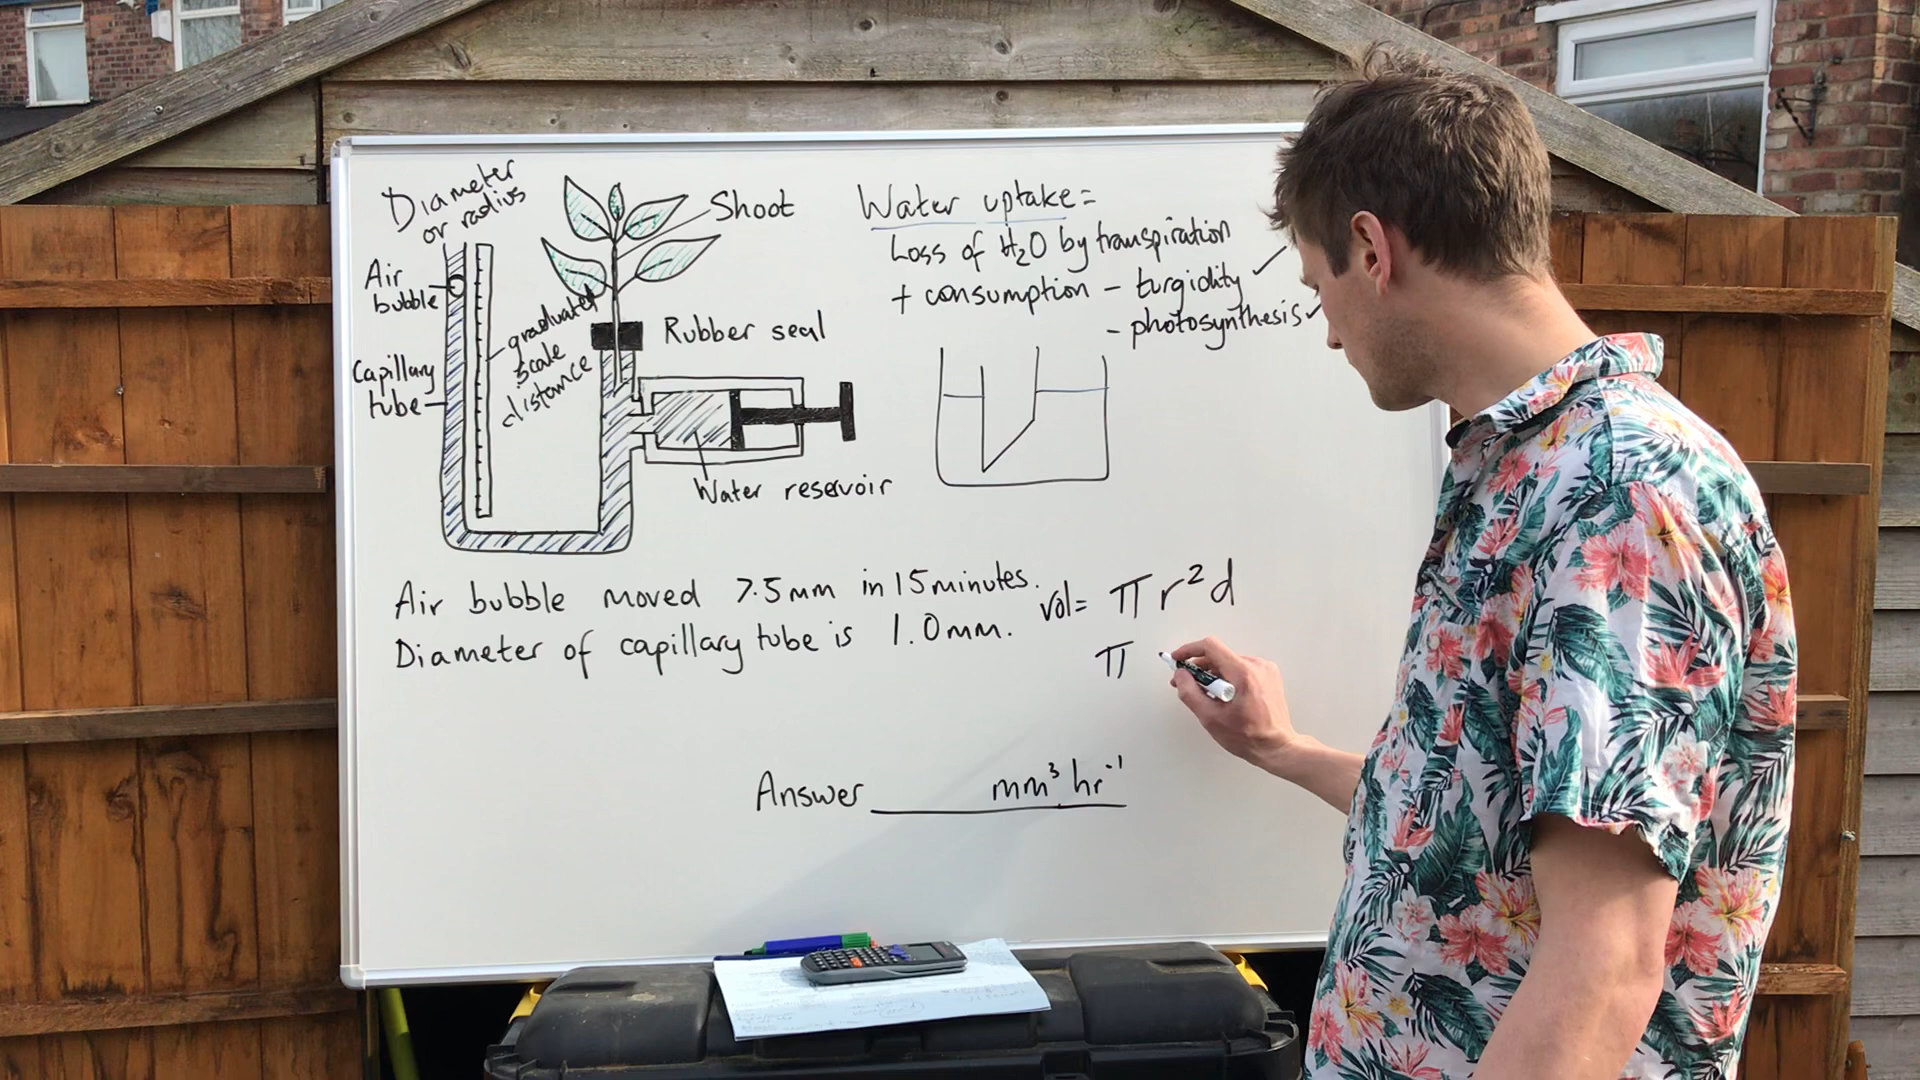 Diameter
or radius
Air
bubble
Capillary
tube
graduated
scale
distance
Shoot
Rubber seal
Water reservoir
Water uptake =
Loss of H₂O by transpiration
+ consumption - turgidity ✓
- photosynthesis ✓
Air bubble moved 7.5mm in 15 minutes.
Diameter of capillary tube is 1.0mm.
vol = π r² d
π
Answer ______ mm³ hr⁻¹